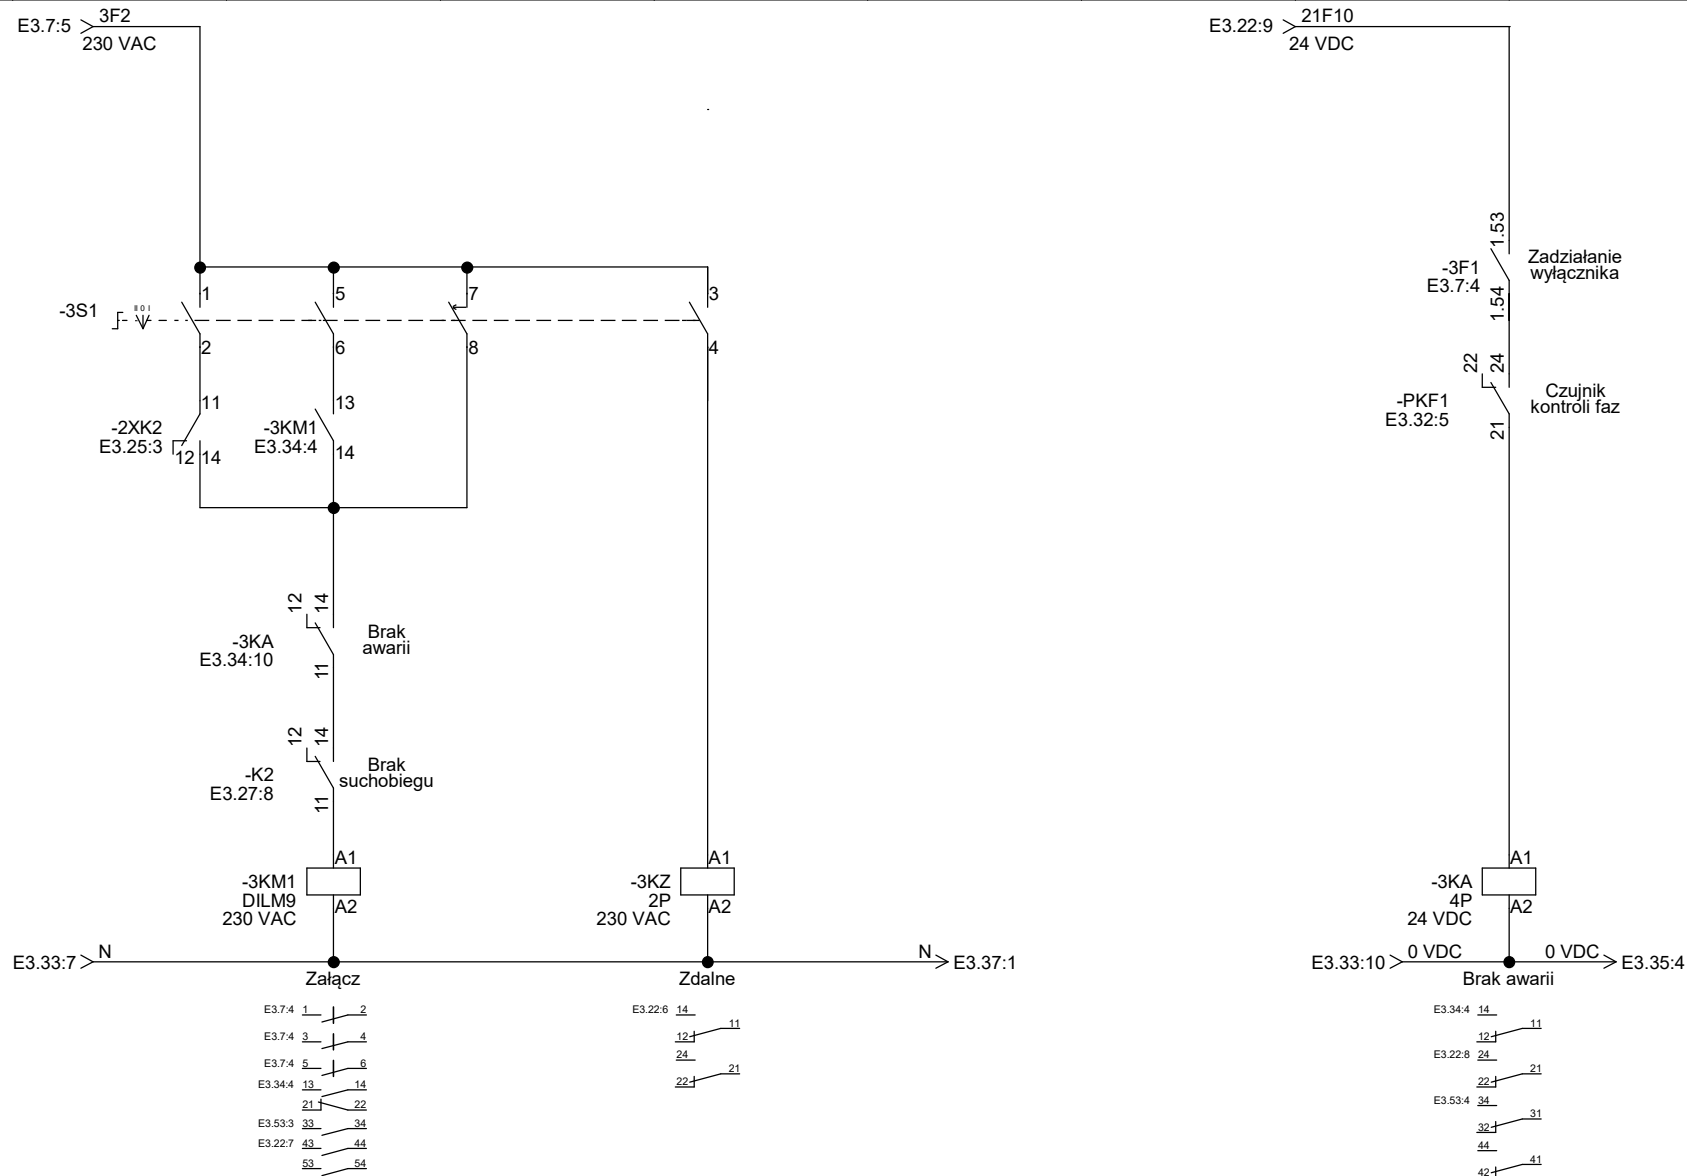 E3.7:5
3F2
230 VAC
E3.22:9
21F10
24 VDC
-3S1
II 0 I
1
2
5
6
7
8
3
4
-2XK2
E3.25:3
11
12
14
-3KM1
E3.34:4
13
14
-3KA
E3.34:10
12
14
11
Brak
awarii
-K2
E3.27:8
12
14
11
Brak
suchobiegu
-3F1
E3.7:4
1.53
1.54
Zadziałanie
wyłącznika
-PKF1
E3.32:5
22
24
21
Czujnik
kontroli faz
-3KM1
DILM9
230 VAC
A1
A2
-3KZ
2P
230 VAC
A1
A2
-3KA
4P
24 VDC
A1
A2
E3.33:7
N
N
E3.37:1
E3.33:10
0 VDC
0 VDC
E3.35:4
Załącz
Zdalne
Brak awarii
E3.7:4 1 2
E3.7:4 3 4
E3.7:4 5 6
E3.34:4 13 14
21 22
E3.53:3 33 34
E3.22:7 43 44
53 54
E3.22:6 14
11
12
24
21
22
E3.34:4 14
11
12
E3.22:8 24
21
22
E3.53:4 34
31
32
44
41
42